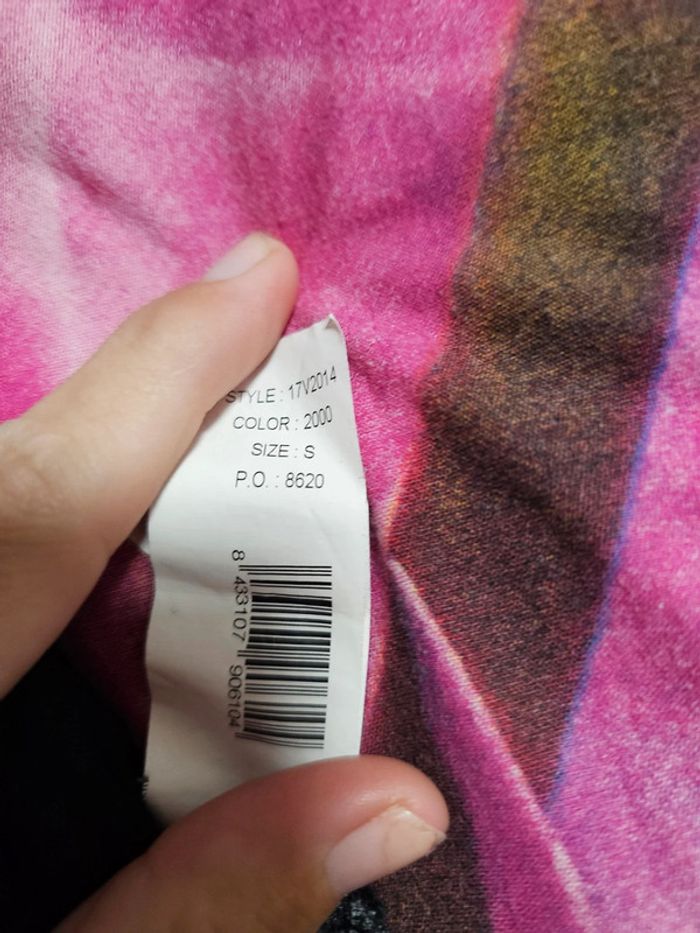 STYLE : 17V2014
COLOR : 2000
SIZE : S
P.O. : 8620
8 433107 906104